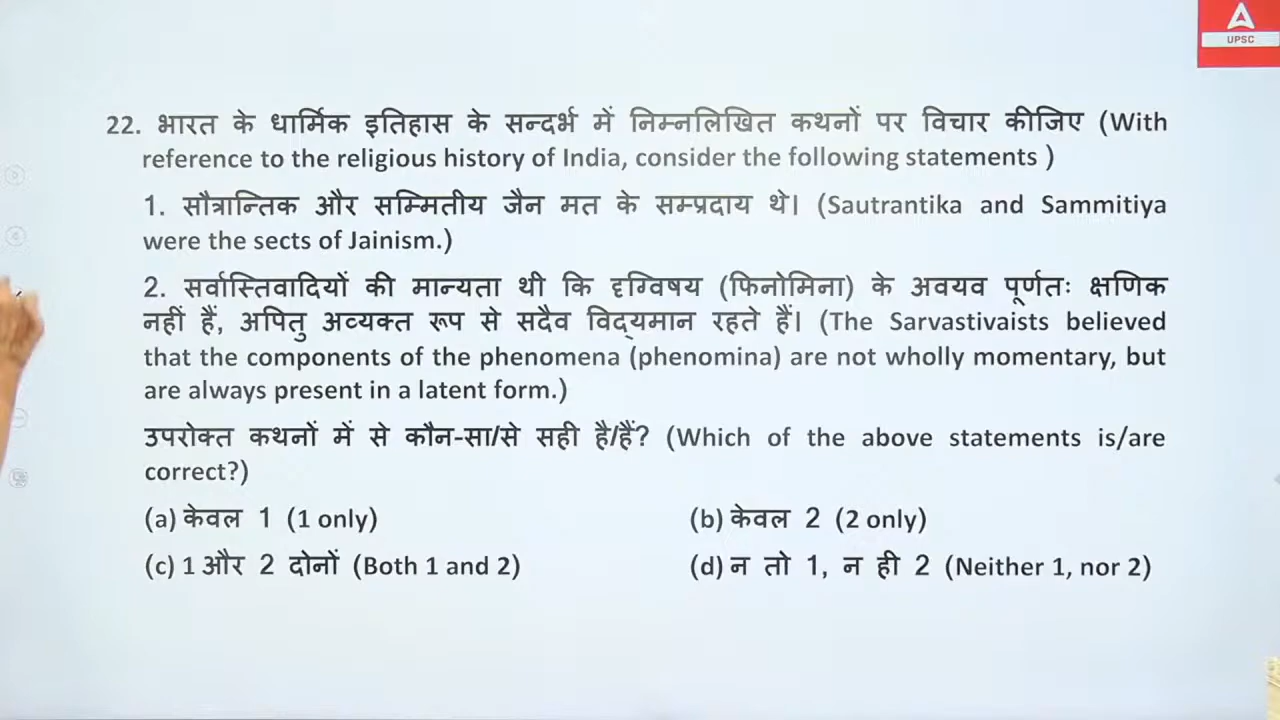 UPSC
22. भारत के धार्मिक इतिहास के सन्दर्भ में निम्नलिखित कथनों पर विचार कीजिए (With
reference to the religious history of India, consider the following statements )
1. सौत्रान्तिक और सम्मितीय जैन मत के सम्प्रदाय थे। (Sautrantika and Sammitiya
were the sects of Jainism.)
2. सर्वास्तिवादियों की मान्यता थी कि दृग्विषय (फिनोमिना) के अवयव पूर्णतः क्षणिक
नहीं हैं, अपितु अव्यक्त रूप से सदैव विद्यमान रहते हैं। (The Sarvastivaists believed
that the components of the phenomena (phenomina) are not wholly momentary, but
are always present in a latent form.)
उपरोक्त कथनों में से कौन-सा/से सही है/हैं? (Which of the above statements is/are
correct?)
(a) केवल 1 (1 only) (b) केवल 2 (2 only)
(c) 1 और 2 दोनों (Both 1 and 2) (d) न तो 1, न ही 2 (Neither 1, nor 2)